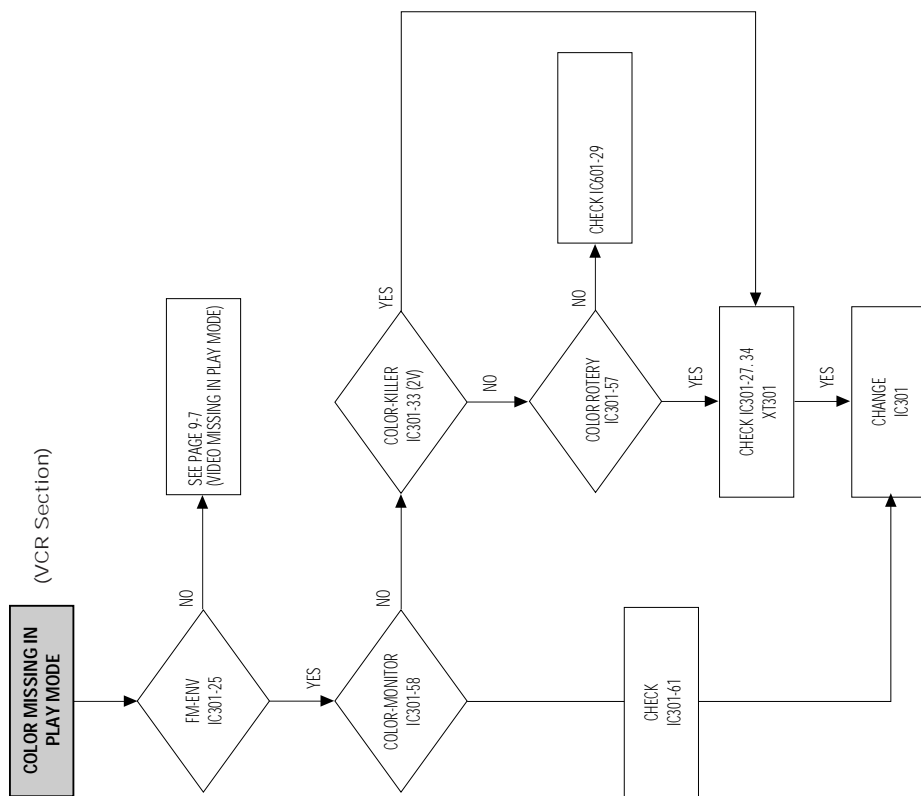 (VCR Section)
COLOR MISSING IN
PLAY MODE
FM-ENV
IC301-25
NO
SEE PAGE 9-7
(VIDEO MISSING IN PLAY MODE)
YES
COLOR-MONITOR
IC301-58
NO
COLOR-KILLER
IC301-33 (2V)
YES
NO
COLOR ROTERY
IC301-57
NO
CHECK IC601-29
YES
CHECK IC301-27. 34
XT301
YES
CHECK
IC301-61
CHANGE
IC301